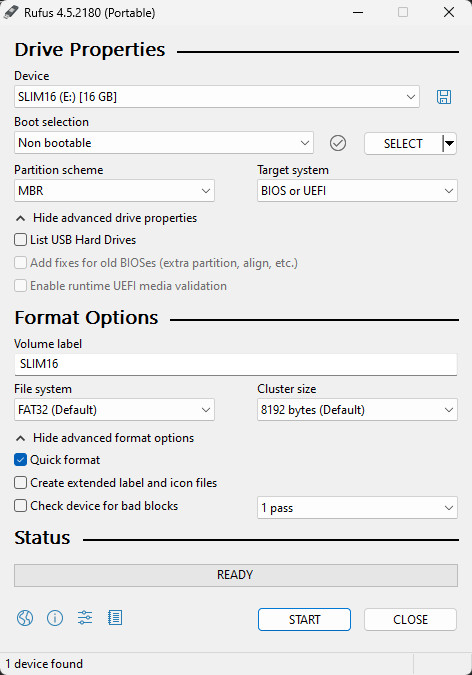 Rufus 4.5.2180 (Portable)
Drive Properties
Device
SLIM16 (E:) [16 GB]
Boot selection
Non bootable
SELECT
Partition scheme
Target system
MBR
BIOS or UEFI
Hide advanced drive properties
List USB Hard Drives
Add fixes for old BIOSes (extra partition, align, etc.)
Enable runtime UEFI media validation
Format Options
Volume label
SLIM16
File system
Cluster size
FAT32 (Default)
8192 bytes (Default)
Hide advanced format options
Quick format
Create extended label and icon files
Check device for bad blocks
1 pass
Status
READY
START
CLOSE
1 device found